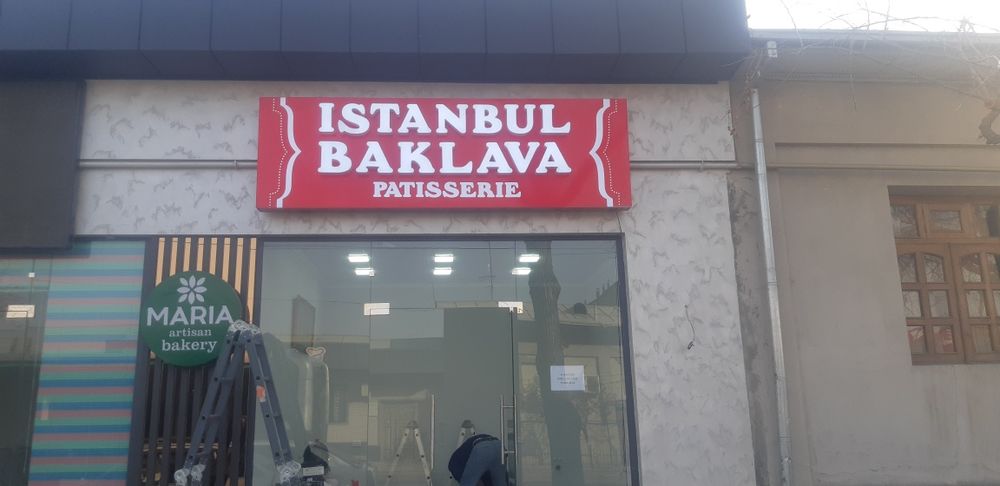 ISTANBUL
BAKLAVA
PATISSERIE
MARIA
artisan
bakery